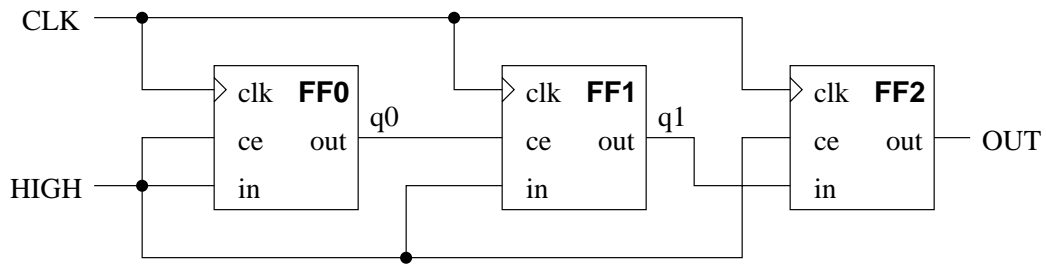 CLK
clk FF0
ce out
in
q0
clk FF1
ce out
in
q1
clk FF2
ce out
in
HIGH
OUT